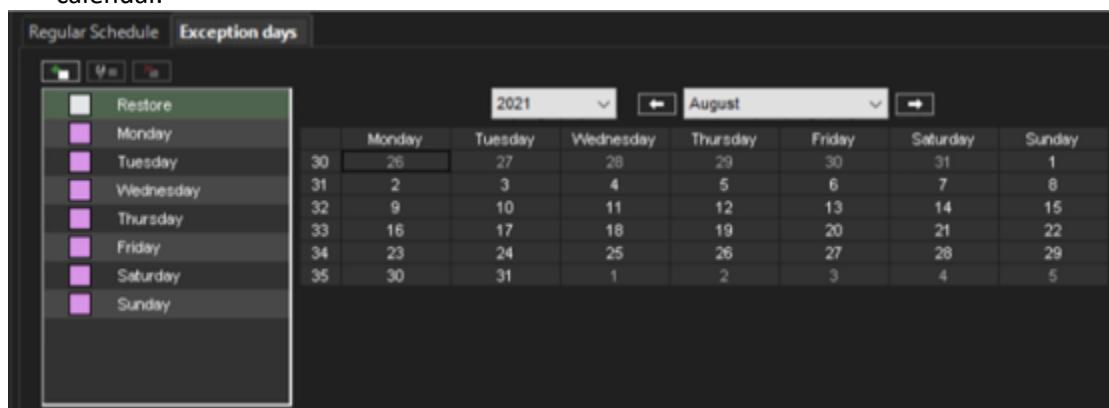 calendar.
Regular Schedule Exception days
Restore
Monday
Tuesday
Wednesday
Thursday
Friday
Saturday
Sunday
2021 August
Monday Tuesday Wednesday Thursday Friday Saturday Sunday
30 26 27 28 29 30 31 1
31 2 3 4 5 6 7 8
32 9 10 11 12 13 14 15
33 16 17 18 19 20 21 22
34 23 24 25 26 27 28 29
35 30 31 1 2 3 4 5